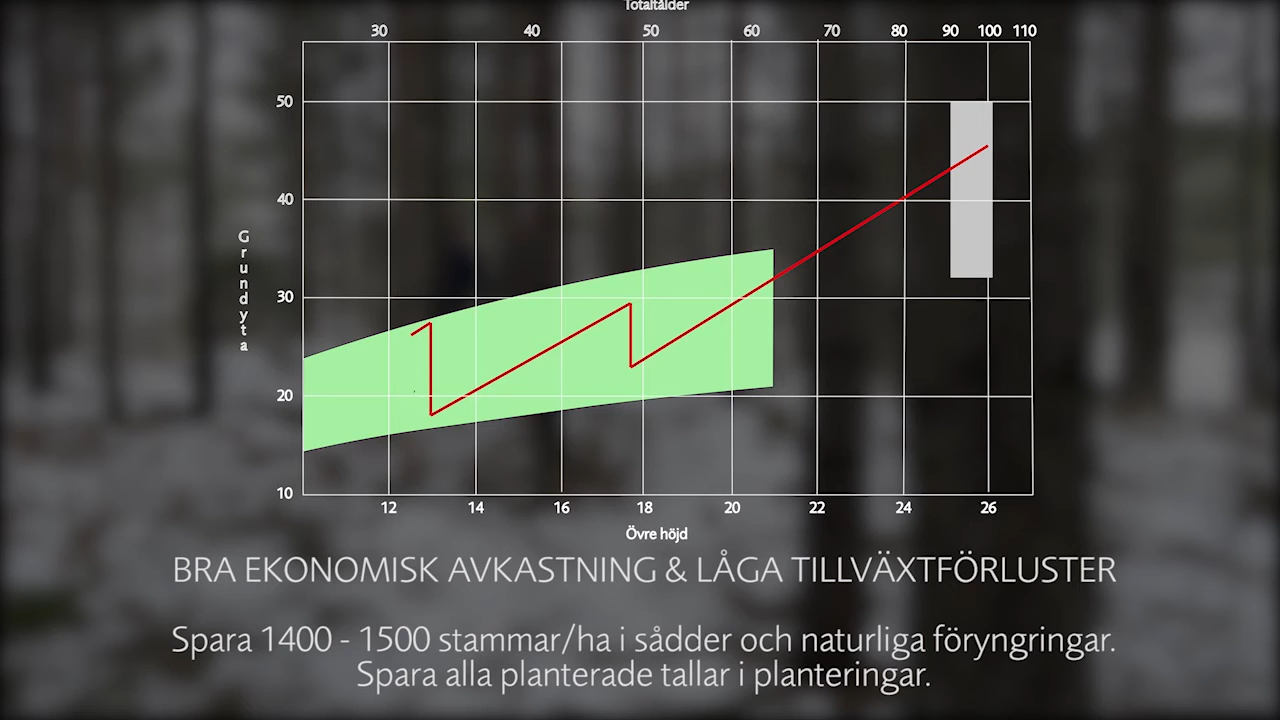 Totaltålder
30 40 50 60 70 80 90 100 110
50
40
30
20
10
Grundyta
12 14 16 18 20 22 24 26
Övre höjd
BRA EKONOMISK AVKASTNING & LÅGA TILLVÄXTFÖRLUSTER
Spara 1400 - 1500 stammar/ha i sådder och naturliga föryngringar.
Spara alla planterade tallar i planteringar.